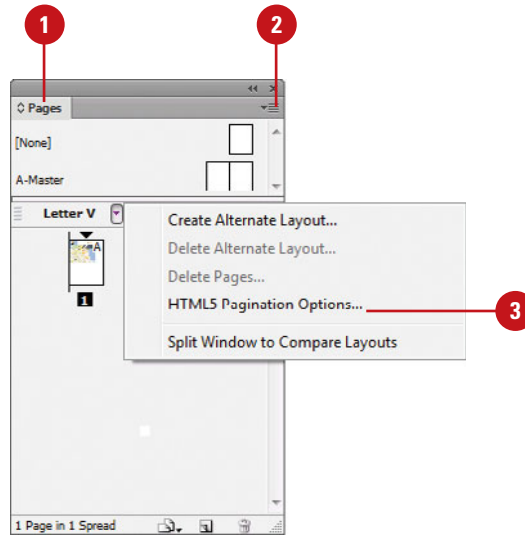 1
2
Pages
[None]
A-Master
Letter V
Create Alternate Layout...
Delete Alternate Layout...
Delete Pages...
HTML5 Pagination Options...
3
Split Window to Compare Layouts
A
1
1 Page in 1 Spread